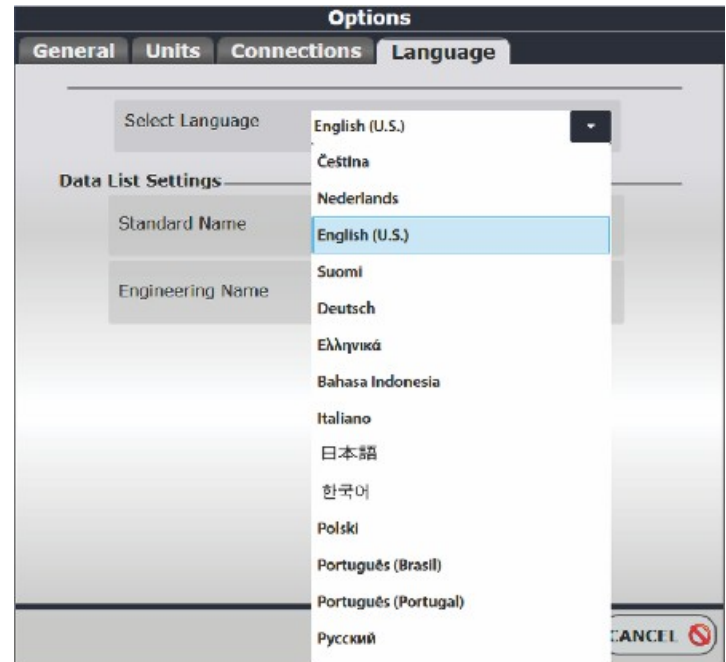 Options
General Units Connections Language
Select Language English (U.S.)
Čeština
Data List Settings
Nederlands
Standard Name
English (U.S.)
Suomi
Engineering Name
Deutsch
Ελληνικά
Bahasa Indonesia
Italiano
日本語
한국어
Polski
Português (Brasil)
Português (Portugal)
Русский
CANCEL